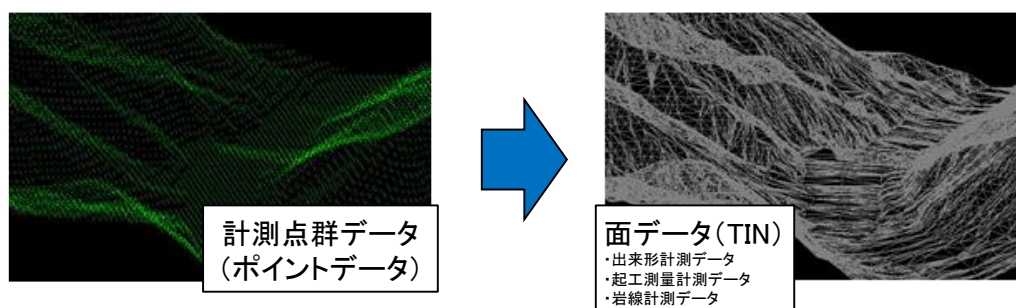 計測点群データ
(ポイントデータ)
面データ(TIN)
・出来形計測データ
・起工測量計測データ
・岩線計測データ